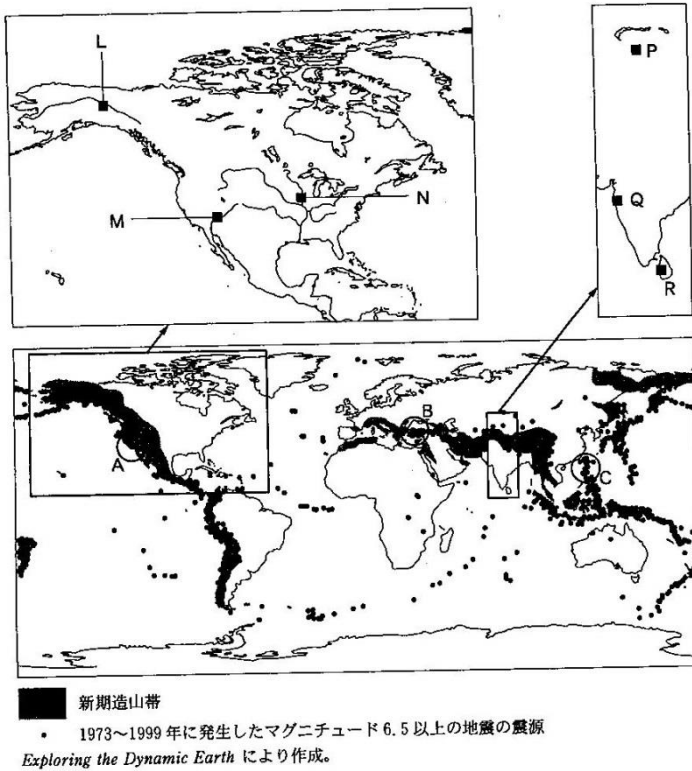 L
P
M
N
Q
R
A
B
C
新期造山帯
1973〜1999年に発生したマグニチュード6.5以上の地震の震源
Exploring the Dynamic Earth により作成。